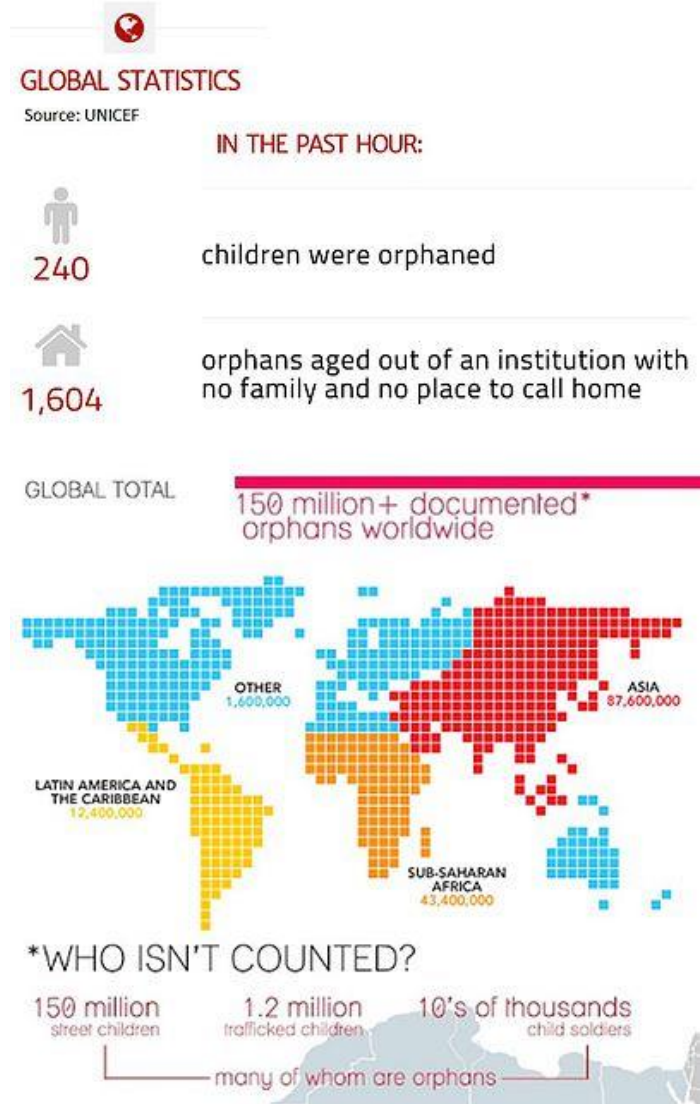 GLOBAL STATISTICS
Source: UNICEF
IN THE PAST HOUR:
240
children were orphaned
1,604
orphans aged out of an institution with
no family and no place to call home
GLOBAL TOTAL
150 million+ documented*
orphans worldwide
OTHER
1,600,000
ASIA
87,600,000
LATIN AMERICA AND
THE CARIBBEAN
12,400,000
SUB-SAHARAN
AFRICA
43,400,000
*WHO ISN'T COUNTED?
150 million
street children
1.2 million
trafficked children
10's of thousands
child soldiers
many of whom are orphans